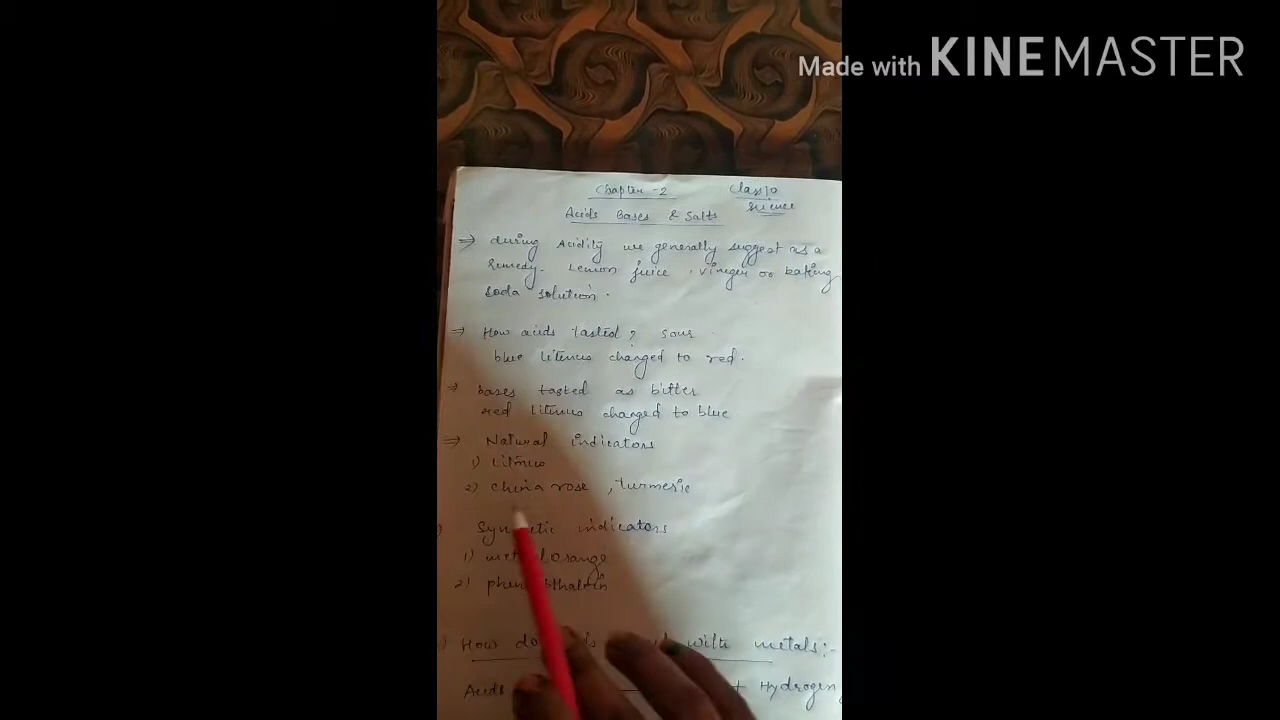 Made with KINEMASTER
Chapter-2 Class 10
Science
Acids Bases & Salts
⇒ during Acidity we generally suggest as a
remedy. Lemon juice, vineger or baking
soda solution.
⇒ How acids tasted? sour
blue litmus changed to red.
⇒ bases tasted as bitter
red litmus changed to blue
⇒ Natural indicators
1) Litmus
2) China rose, turmeric
indicators
1) orange
2)
How with metals:-
Acids + Hydrogen